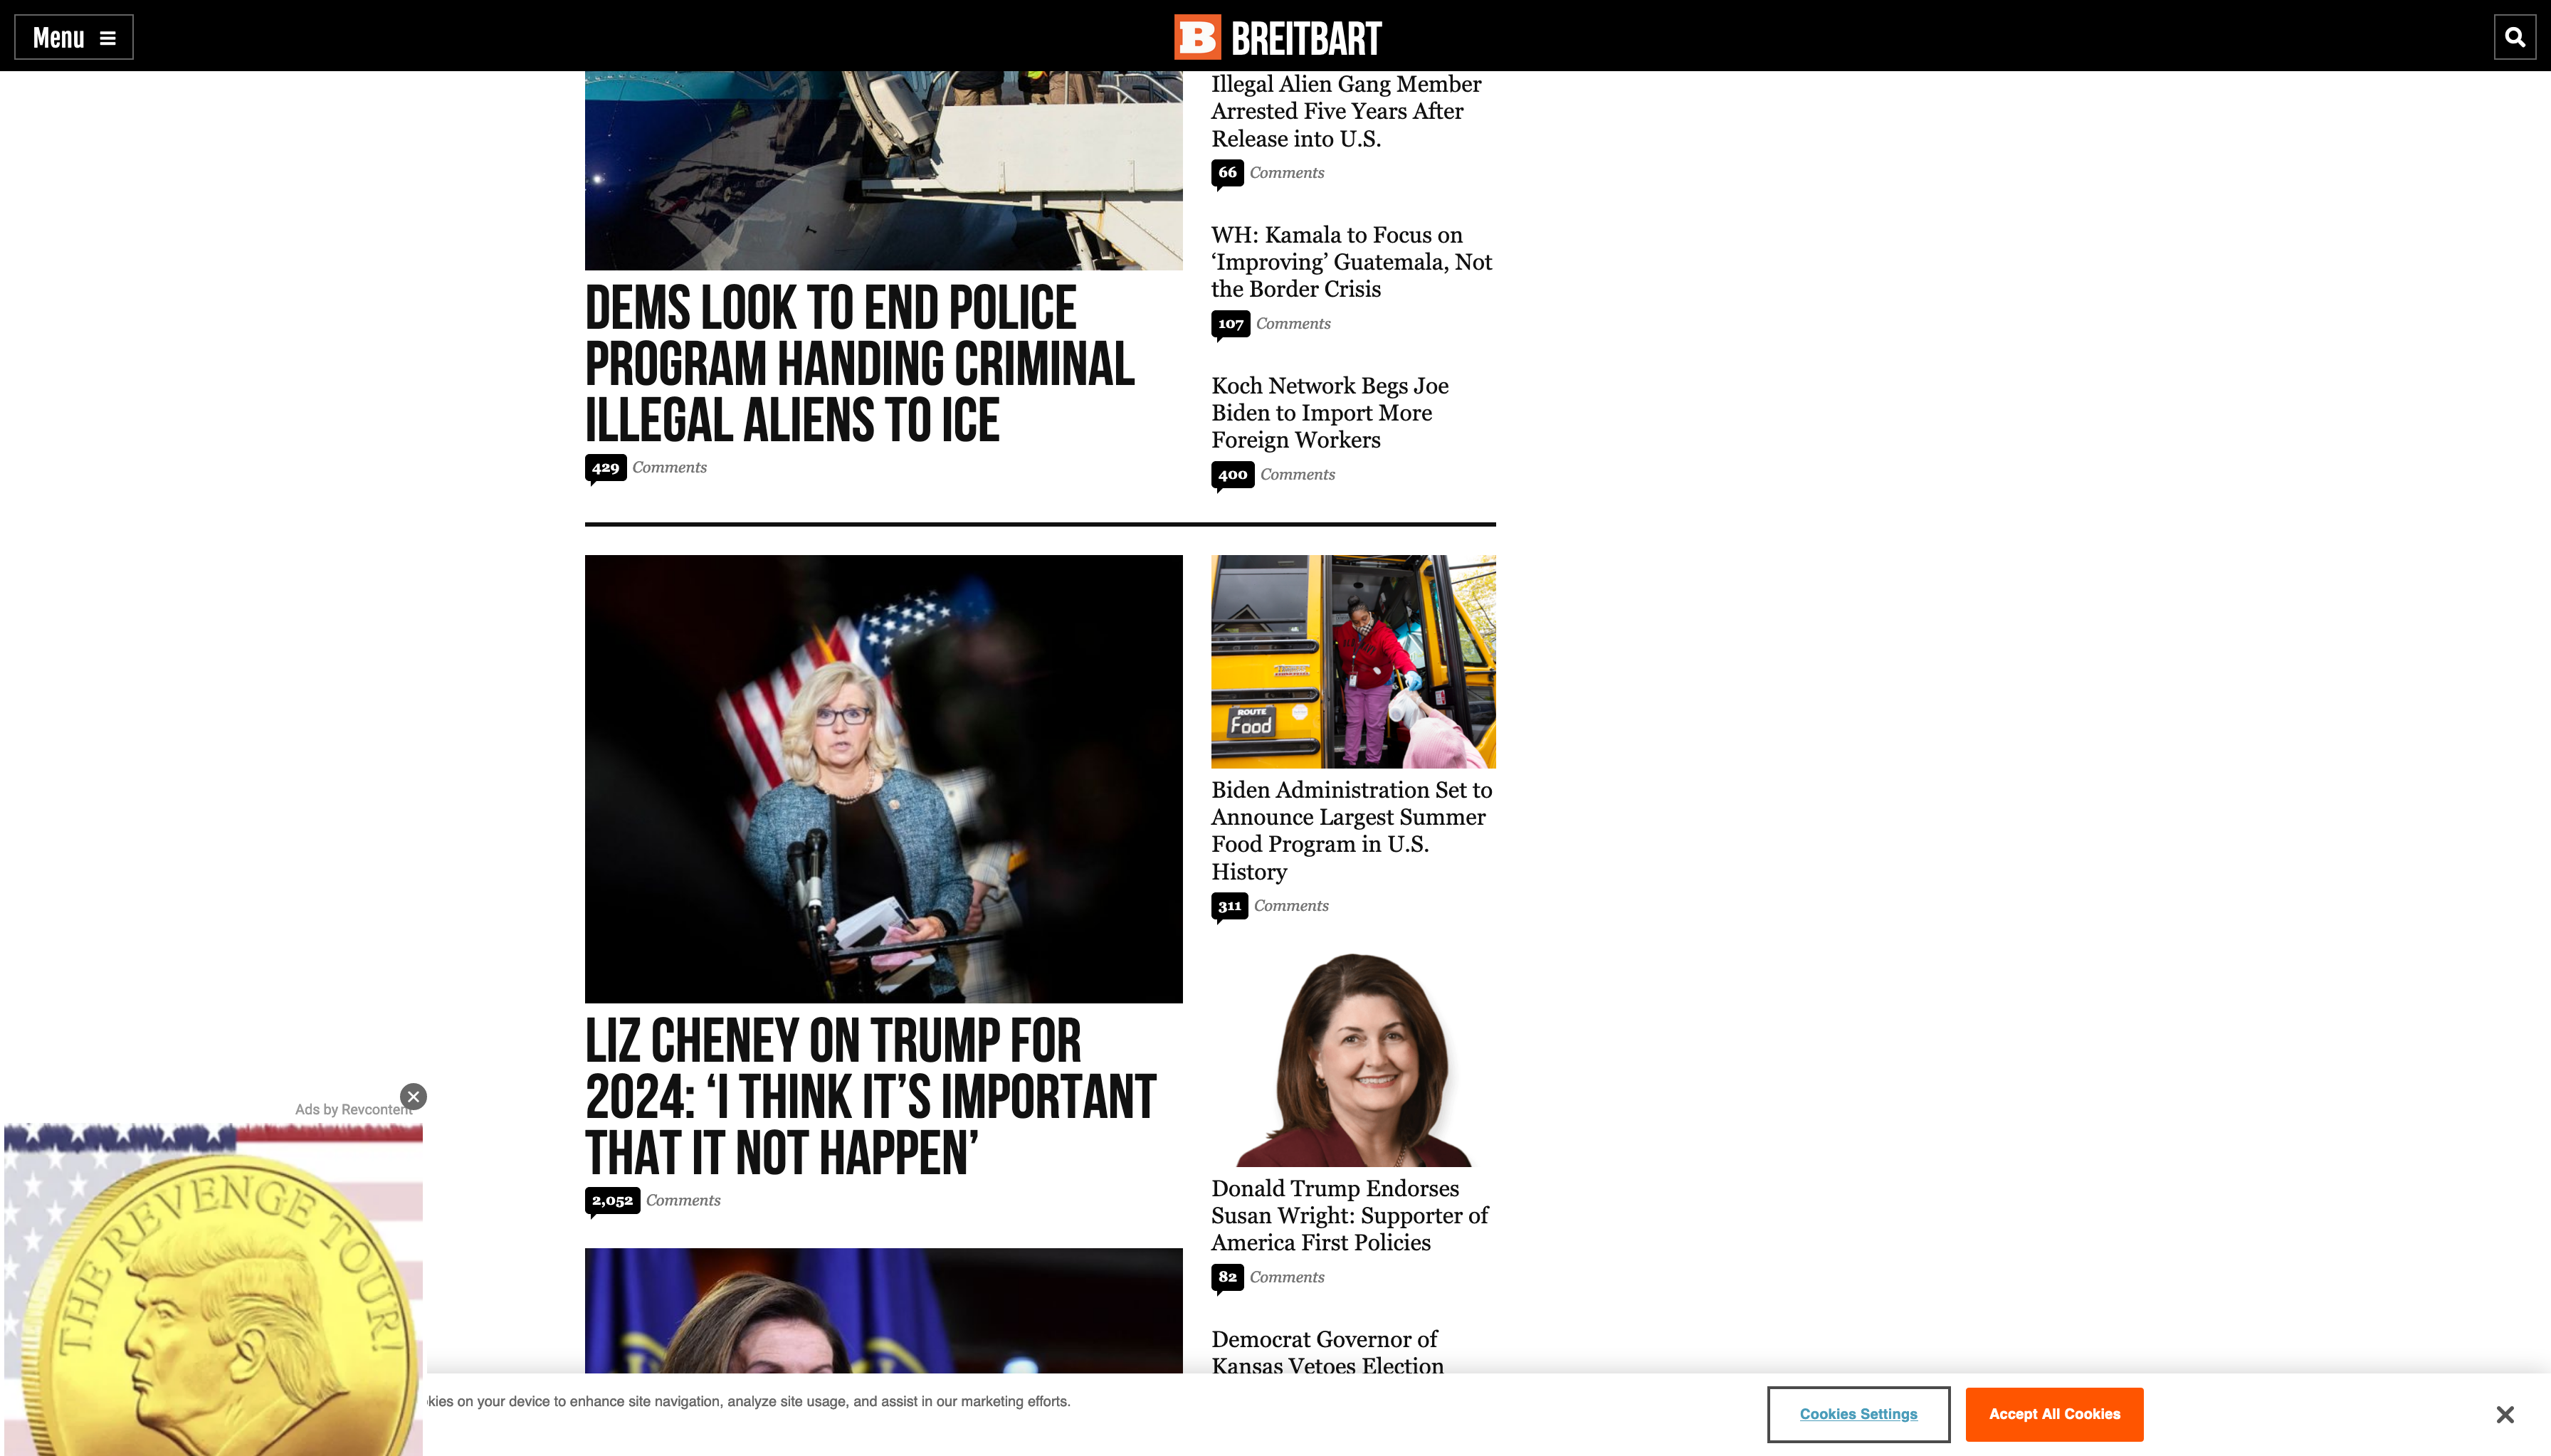 Menu
B BREITBART
Illegal Alien Gang Member
Arrested Five Years After
Release into U.S.
66 Comments
WH: Kamala to Focus on
‘Improving’ Guatemala, Not
the Border Crisis
107 Comments
Koch Network Begs Joe
Biden to Import More
Foreign Workers
400 Comments
DEMS LOOK TO END POLICE
PROGRAM HANDING CRIMINAL
ILLEGAL ALIENS TO ICE
429 Comments
ROUTE
Food
Biden Administration Set to
Announce Largest Summer
Food Program in U.S.
History
311 Comments
LIZ CHENEY ON TRUMP FOR
2024: ‘I THINK IT’S IMPORTANT
THAT IT NOT HAPPEN’
2,052 Comments
Donald Trump Endorses
Susan Wright: Supporter of
America First Policies
82 Comments
Democrat Governor of
Kansas Vetoes Election
Ads by Revcontent
THE REVENGE TOUR!
kies on your device to enhance site navigation, analyze site usage, and assist in our marketing efforts.
Cookies Settings
Accept All Cookies